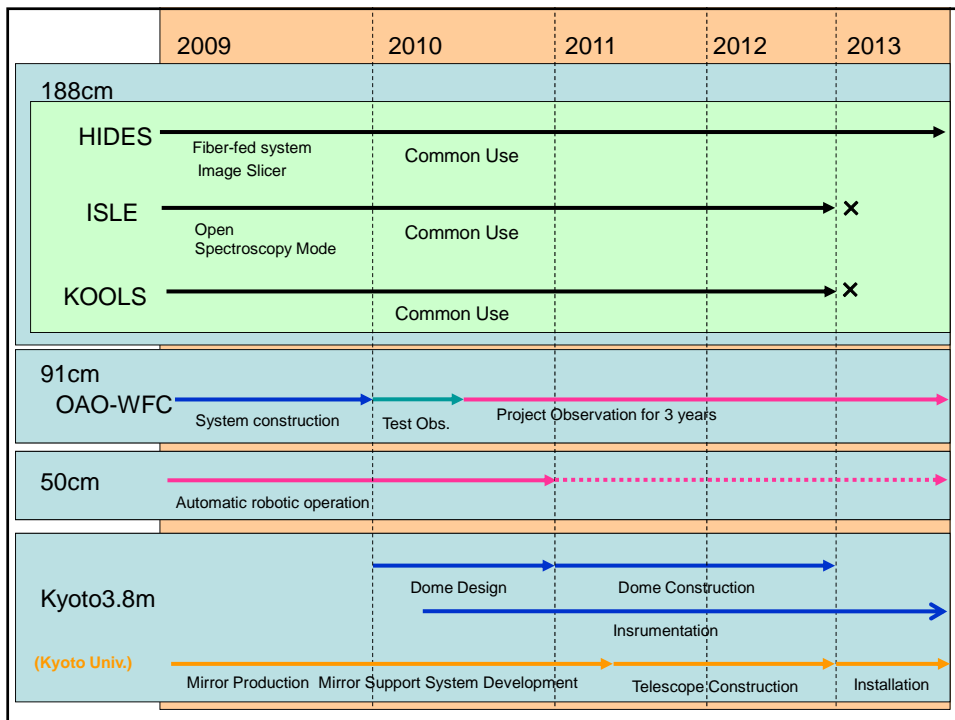 2009 2010 2011 2012 2013
188cm
HIDES
Fiber-fed system
Image Slicer
Common Use
ISLE
Open
Spectroscopy Mode
Common Use
×
KOOLS
Common Use
×
91cm
OAO-WFC
System construction
Test Obs.
Project Observation for 3 years
50cm
Automatic robotic operation
Kyoto3.8m
Dome Design
Dome Construction
Insrumentation
(Kyoto Univ.)
Mirror Production
Mirror Support System Development
Telescope Construction
Installation